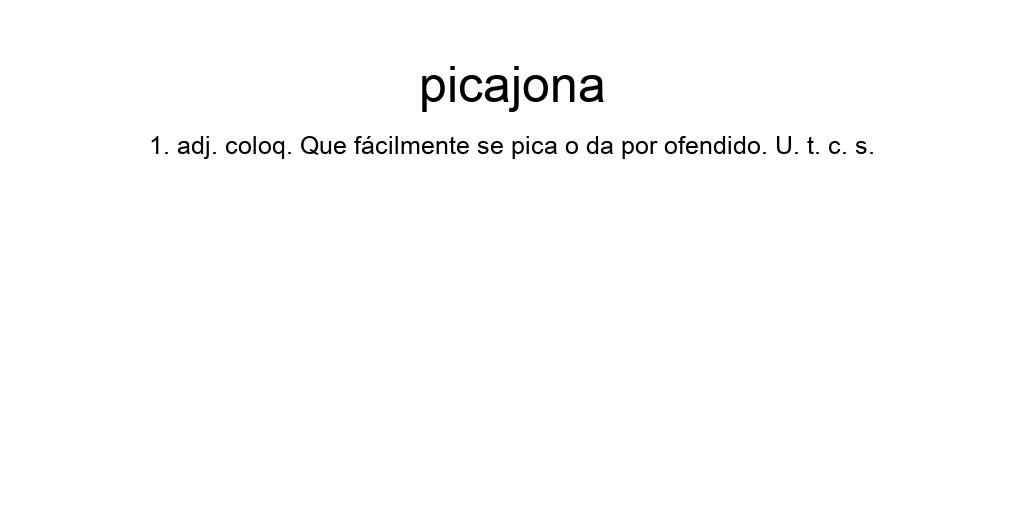 picajona
1. adj. coloq. Que fácilmente se pica o da por ofendido. U. t. c. s.